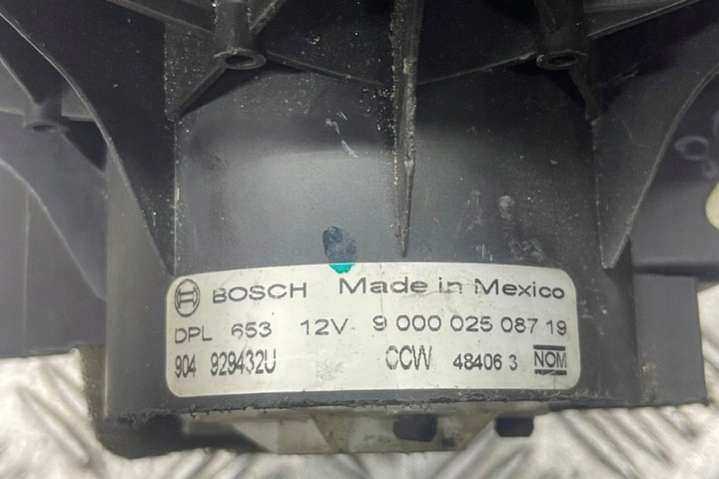 BOSCH Made in Mexico
DPL 653 12V- 9 000 025 087 19
904 929432U CCW 48406 3 NOM